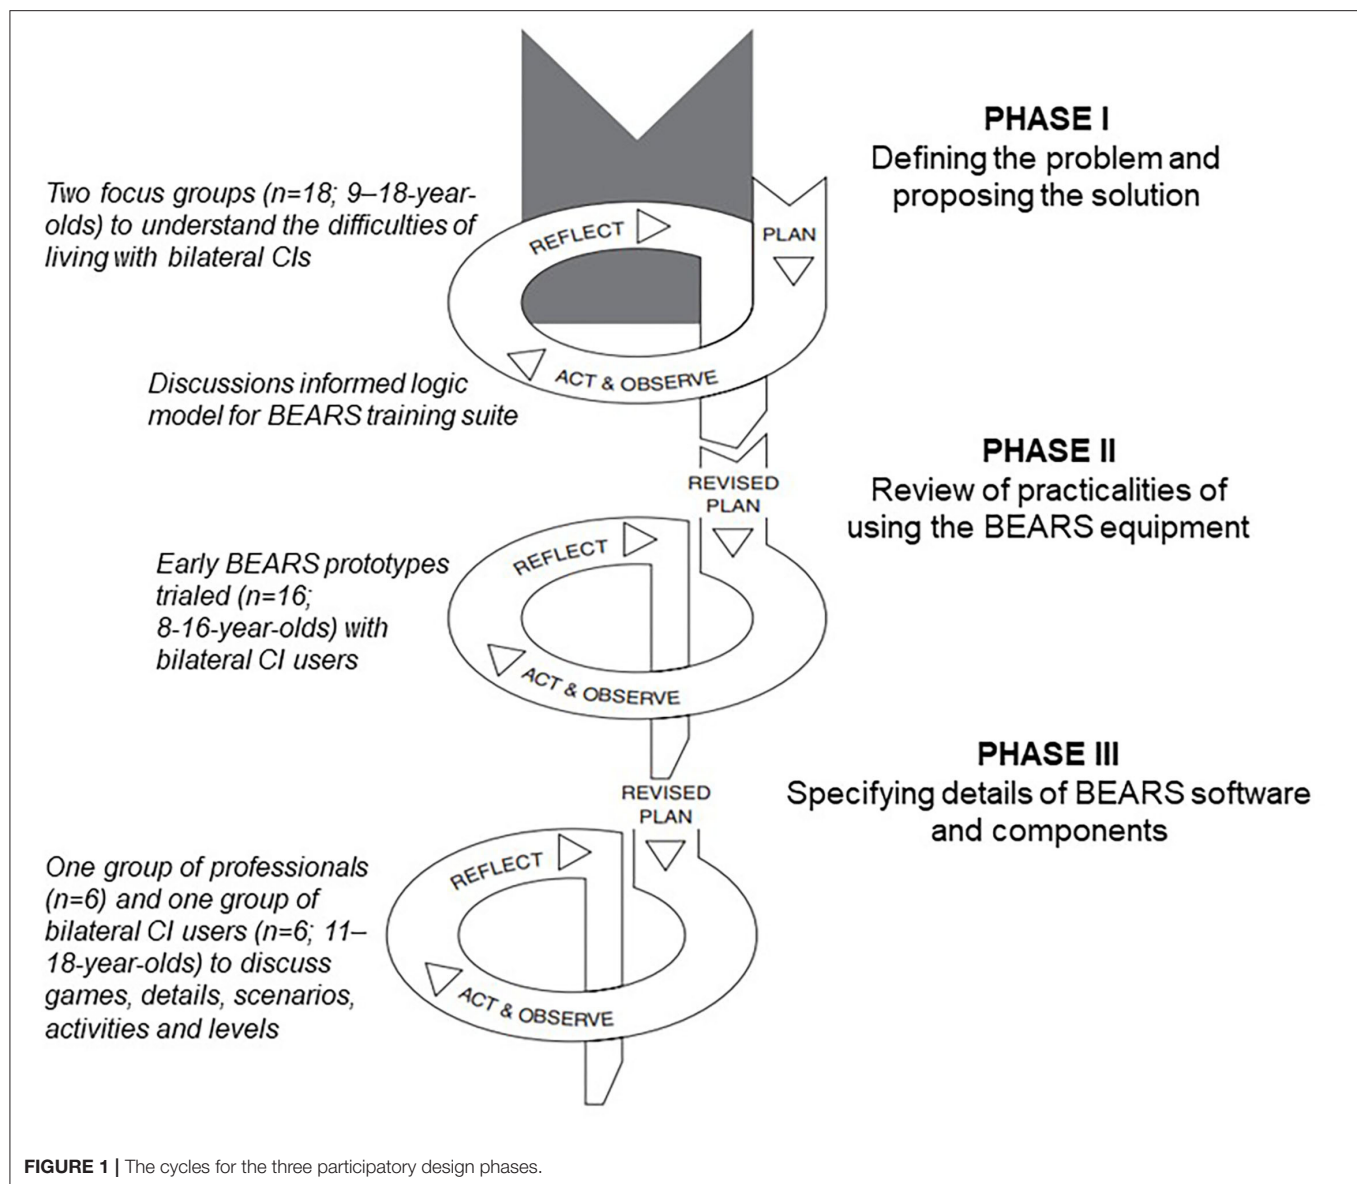 PHASE I
Defining the problem and
proposing the solution
Two focus groups (n=18; 9–18-year-
olds) to understand the difficulties of
living with bilateral CIs
REFLECT
PLAN
ACT & OBSERVE
Discussions informed logic
model for BEARS training suite
PHASE II
Review of practicalities of
using the BEARS equipment
REVISED
PLAN
Early BEARS prototypes
trialed (n=16;
8-16-year-olds) with
bilateral CI users
REFLECT
ACT & OBSERVE
PHASE III
Specifying details of BEARS software
and components
REVISED
PLAN
One group of professionals
(n=6) and one group of
bilateral CI users (n=6; 11–
18-year-olds) to discuss
games, details, scenarios,
activities and levels
REFLECT
ACT & OBSERVE
FIGURE 1 | The cycles for the three participatory design phases.